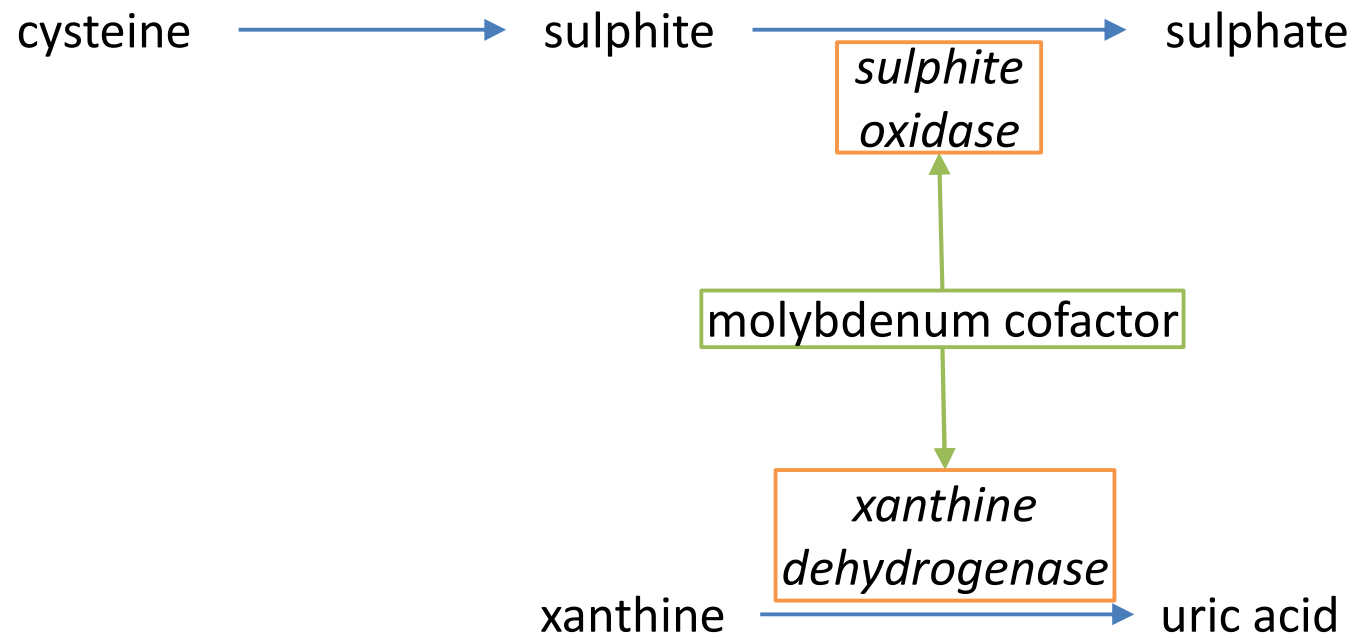 cysteine sulphite sulphate
sulphite
oxidase
molybdenum cofactor
xanthine
dehydrogenase
xanthine uric acid